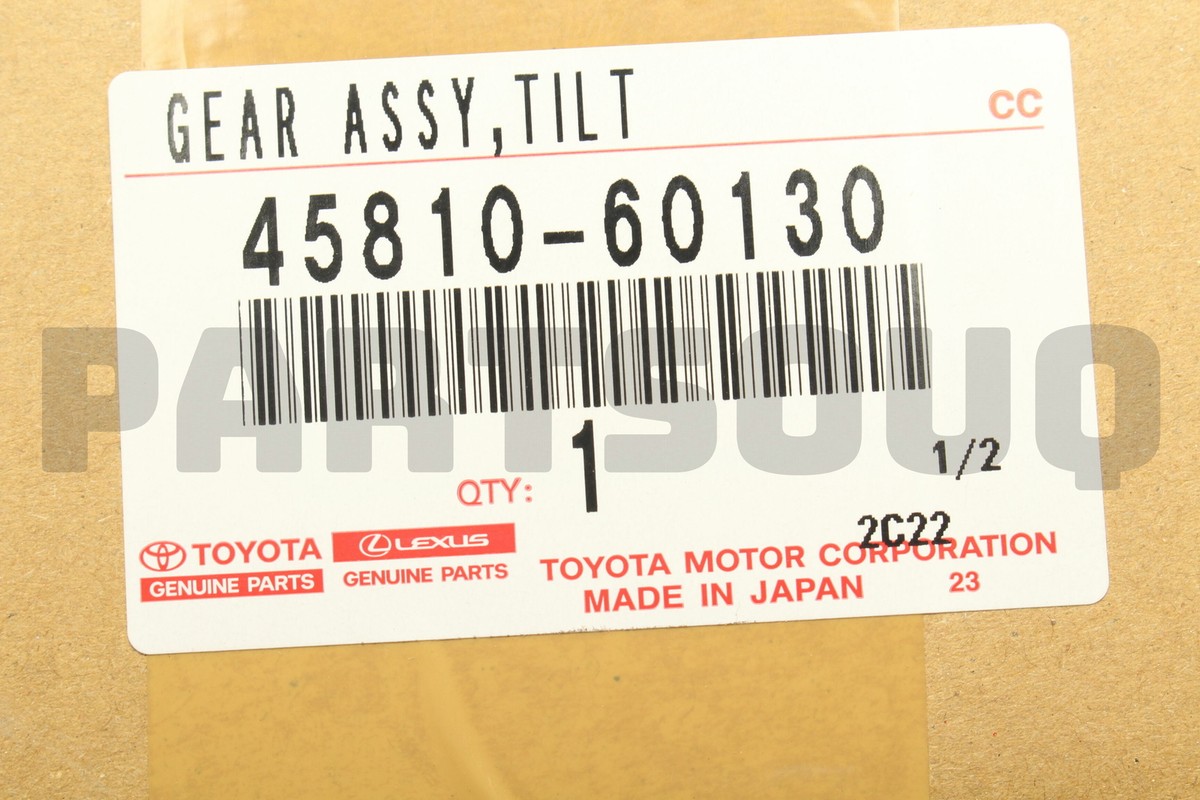 GEAR ASSY,TILT
CC
45810-60130
PARTSOUQ
QTY: 1
1/2
2C22
TOYOTA
GENUINE PARTS
LEXUS
GENUINE PARTS
TOYOTA MOTOR CORPORATION
MADE IN JAPAN 23